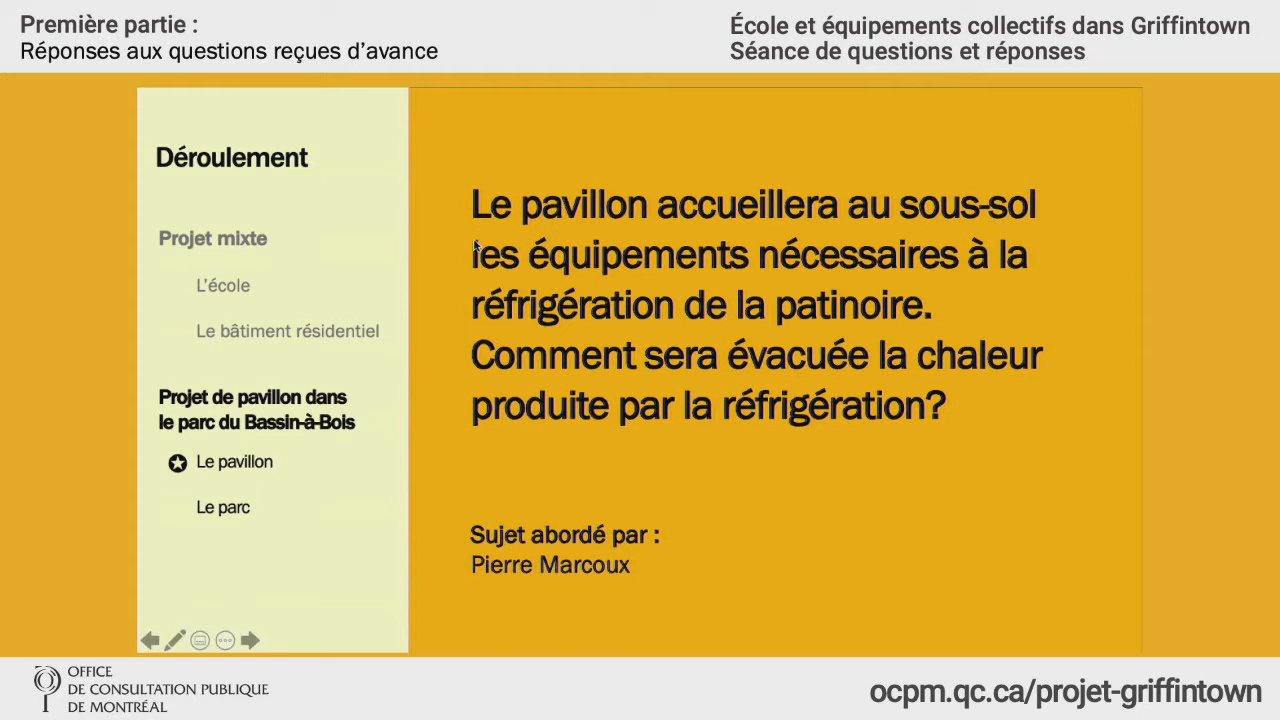 Première partie :
Réponses aux questions reçues d’avance
École et équipements collectifs dans Griffintown
Séance de questions et réponses
Déroulement
Projet mixte
L’école
Le bâtiment résidentiel
Projet de pavillon dans
le parc du Bassin-à-Bois
Le pavillon
Le parc
Le pavillon accueillera au sous-sol
les équipements nécessaires à la
réfrigération de la patinoire.
Comment sera évacuée la chaleur
produite par la réfrigération?
Sujet abordé par :
Pierre Marcoux
OFFICE
DE CONSULTATION PUBLIQUE
DE MONTRÉAL
ocpm.qc.ca/projet-griffintown